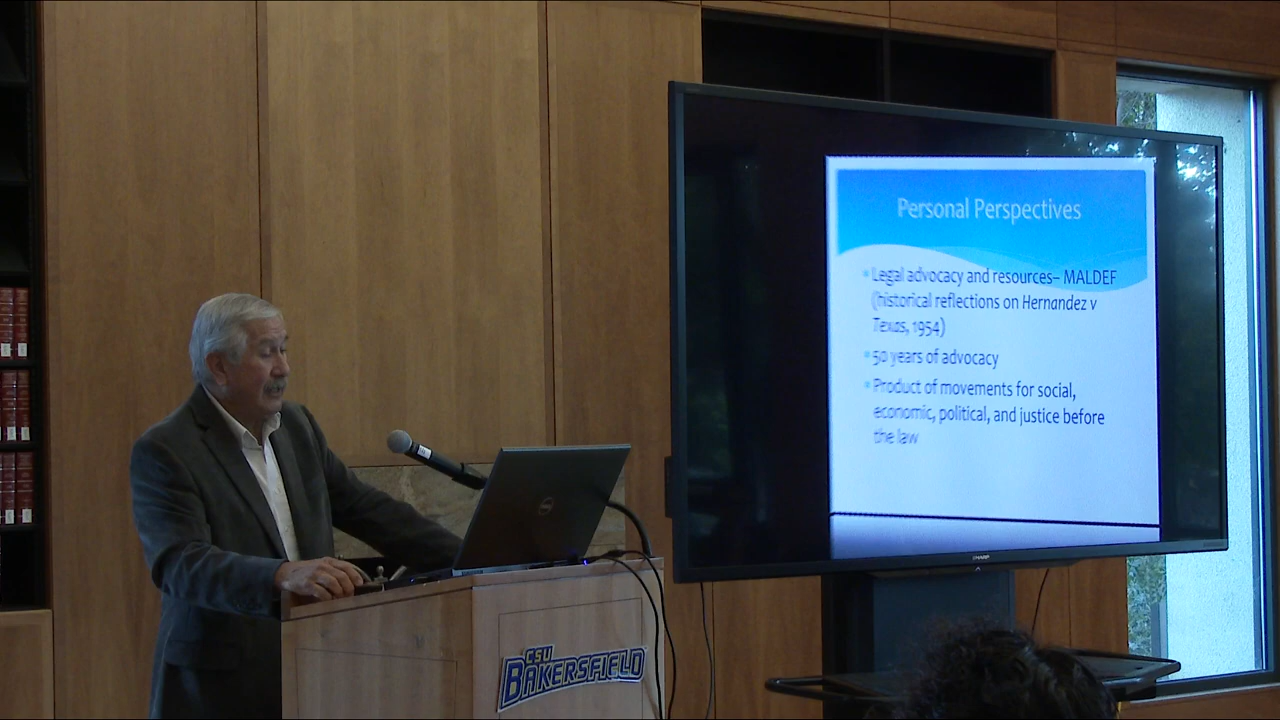 Personal Perspectives
Legal advocacy and resources– MALDEF
(historical reflections on Hernandez v
Texas, 1954)
50 years of advocacy
Product of movements for social,
economic, political, and justice before
the law
SHARP
DELL
CSU
BAKERSFIELD